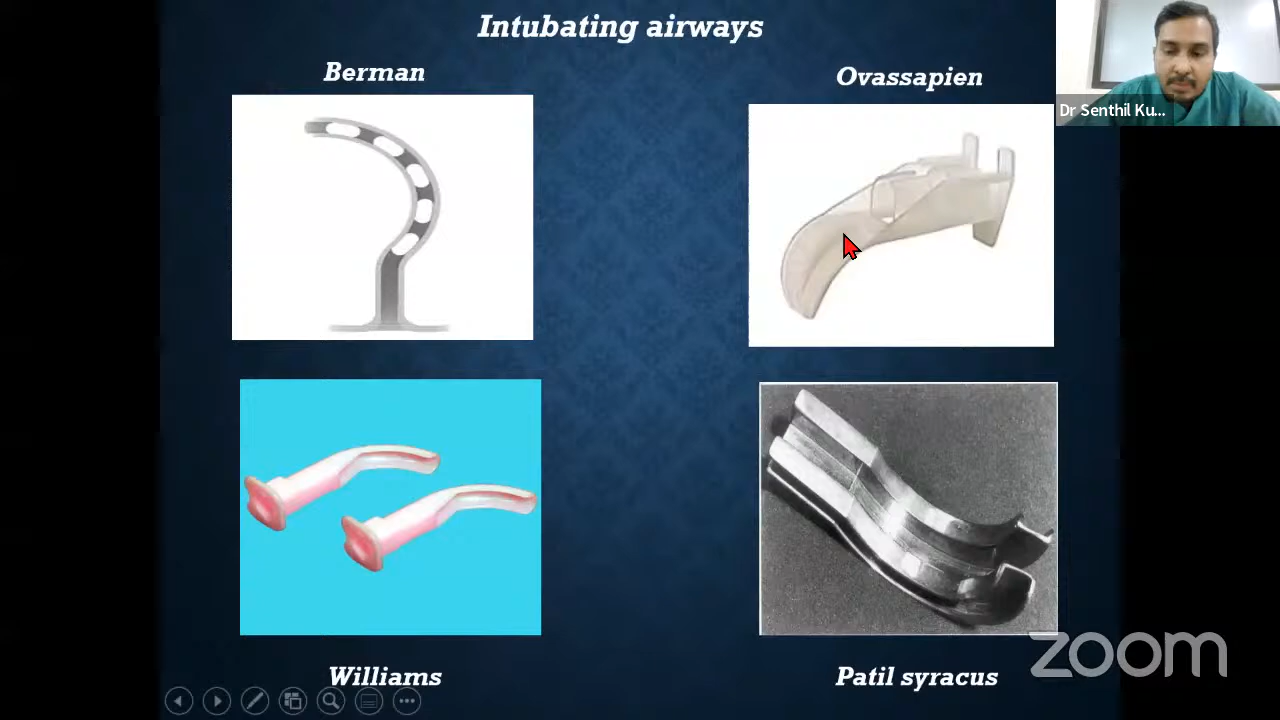 Intubating airways
Berman
Ovassapien
Dr Senthil Ku...
Williams
Patil syracus
zoom